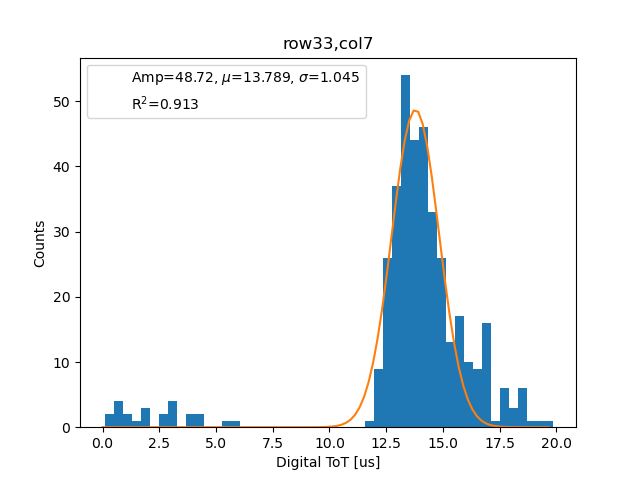 row33,col7
Amp=48.72, μ=13.789, σ=1.045
R²=0.913
50
40
30
20
10
0
Counts
0.0 2.5 5.0 7.5 10.0 12.5 15.0 17.5 20.0
Digital ToT [us]